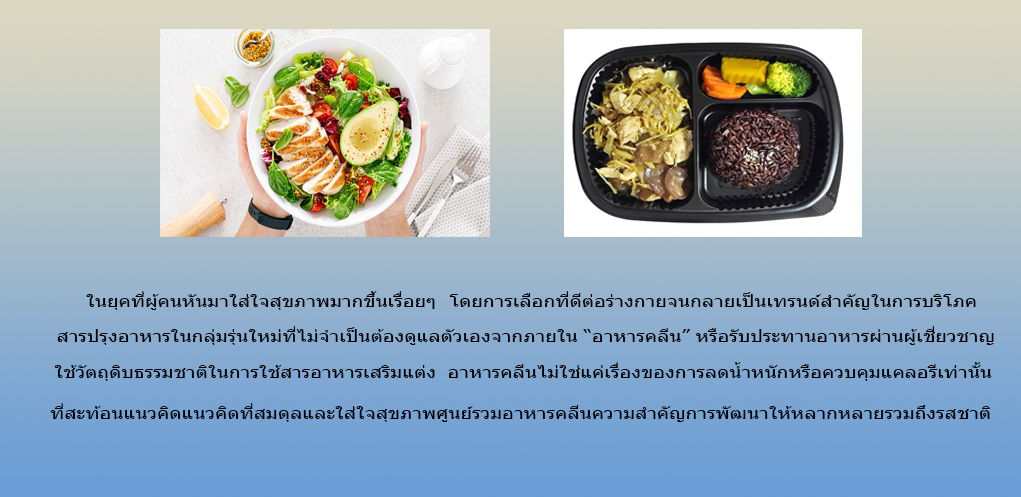 ในยุคที่ผู้คนหันมาใส่ใจสุขภาพมากขึ้นเรื่อยๆ โดยการเลือกที่ดีต่อร่างกายจนกลายเป็นเทรนด์สำคัญในการบริโภค
สารปรุงอาหารในกลุ่มรุ่นใหม่ที่ไม่จำเป็นต้องดูแลตัวเองจากภายใน “อาหารคลีน” หรือรับประทานอาหารผ่านผู้เชี่ยวชาญ
ใช้วัตถุดิบธรรมชาติในการใช้สารอาหารเสริมแต่ง อาหารคลีนไม่ใช่แค่เรื่องของการลดน้ำหนักหรือควบคุมแคลอรีเท่านั้น
ที่สะท้อนแนวคิดแนวคิดที่สมดุลและใส่ใจสุขภาพศูนย์รวมอาหารคลีนความสำคัญการพัฒนาให้หลากหลายรวมถึงรสชาติ